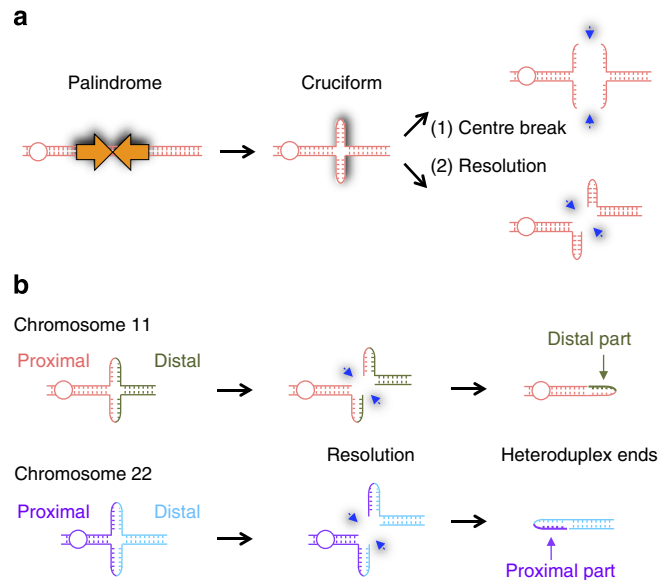 a
Palindrome
Cruciform
(1) Centre break
(2) Resolution
b
Chromosome 11
Proximal
Distal
Distal part
Resolution
Heteroduplex ends
Chromosome 22
Proximal
Distal
Proximal part